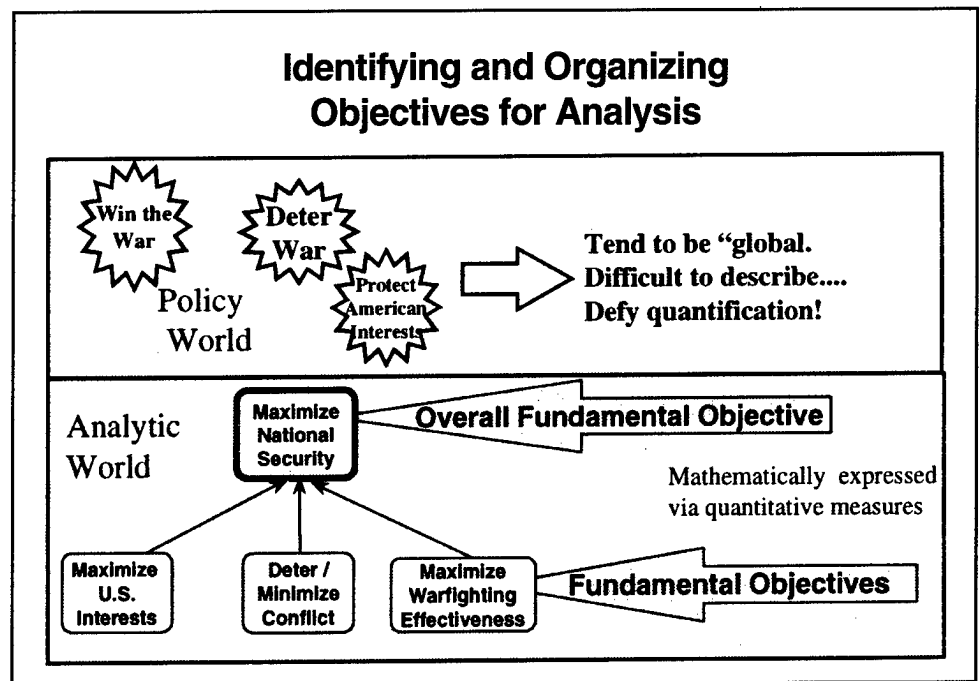 Identifying and Organizing
Objectives for Analysis
Win the
War
Deter
War
Protect
American
Interests
Policy
World
Tend to be “global.
Difficult to describe....
Defy quantification!
Analytic
World
Maximize
National
Security
Overall Fundamental Objective
Mathematically expressed
via quantitative measures
Maximize
U.S.
Interests
Deter /
Minimize
Conflict
Maximize
Warfighting
Effectiveness
Fundamental Objectives